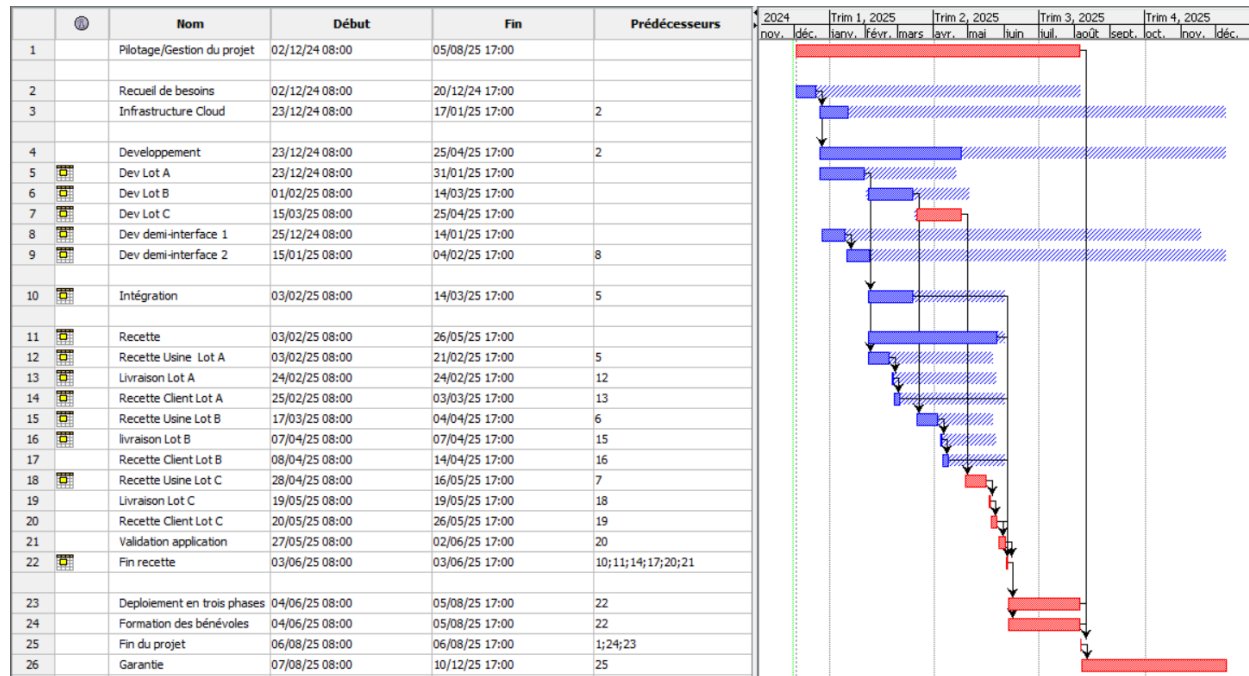 Nom Début Fin Prédécesseurs
2024 Trim 1, 2025 Trim 2, 2025 Trim 3, 2025 Trim 4, 2025
nov. déc. janv. févr. mars avr. mai juin juil. août sept. oct. nov. déc.
1 Pilotage/Gestion du projet 02/12/24 08:00 05/08/25 17:00
2 Recueil de besoins 02/12/24 08:00 20/12/24 17:00
3 Infrastructure Cloud 23/12/24 08:00 17/01/25 17:00 2
4 Developpement 23/12/24 08:00 25/04/25 17:00 2
5 Dev Lot A 23/12/24 08:00 31/01/25 17:00
6 Dev Lot B 01/02/25 08:00 14/03/25 17:00
7 Dev Lot C 15/03/25 08:00 25/04/25 17:00
8 Dev demi-interface 1 25/12/24 08:00 14/01/25 17:00
9 Dev demi-interface 2 15/01/25 08:00 04/02/25 17:00 8
10 Intégration 03/02/25 08:00 14/03/25 17:00 5
11 Recette 03/02/25 08:00 26/05/25 17:00
12 Recette Usine Lot A 03/02/25 08:00 21/02/25 17:00 5
13 Livraison Lot A 24/02/25 08:00 24/02/25 17:00 12
14 Recette Client Lot A 25/02/25 08:00 03/03/25 17:00 13
15 Recette Usine Lot B 17/03/25 08:00 04/04/25 17:00 6
16 livraison Lot B 07/04/25 08:00 07/04/25 17:00 15
17 Recette Client Lot B 08/04/25 08:00 14/04/25 17:00 16
18 Recette Usine Lot C 28/04/25 08:00 16/05/25 17:00 7
19 Livraison Lot C 19/05/25 08:00 19/05/25 17:00 18
20 Recette Client Lot C 20/05/25 08:00 26/05/25 17:00 19
21 Validation application 27/05/25 08:00 02/06/25 17:00 20
22 Fin recette 03/06/25 08:00 03/06/25 17:00 10;11;14;17;20;21
23 Deploiement en trois phases 04/06/25 08:00 05/08/25 17:00 22
24 Formation des bénévoles 04/06/25 08:00 05/08/25 17:00 22
25 Fin du projet 06/08/25 08:00 06/08/25 17:00 1;24;23
26 Garantie 07/08/25 08:00 10/12/25 17:00 25